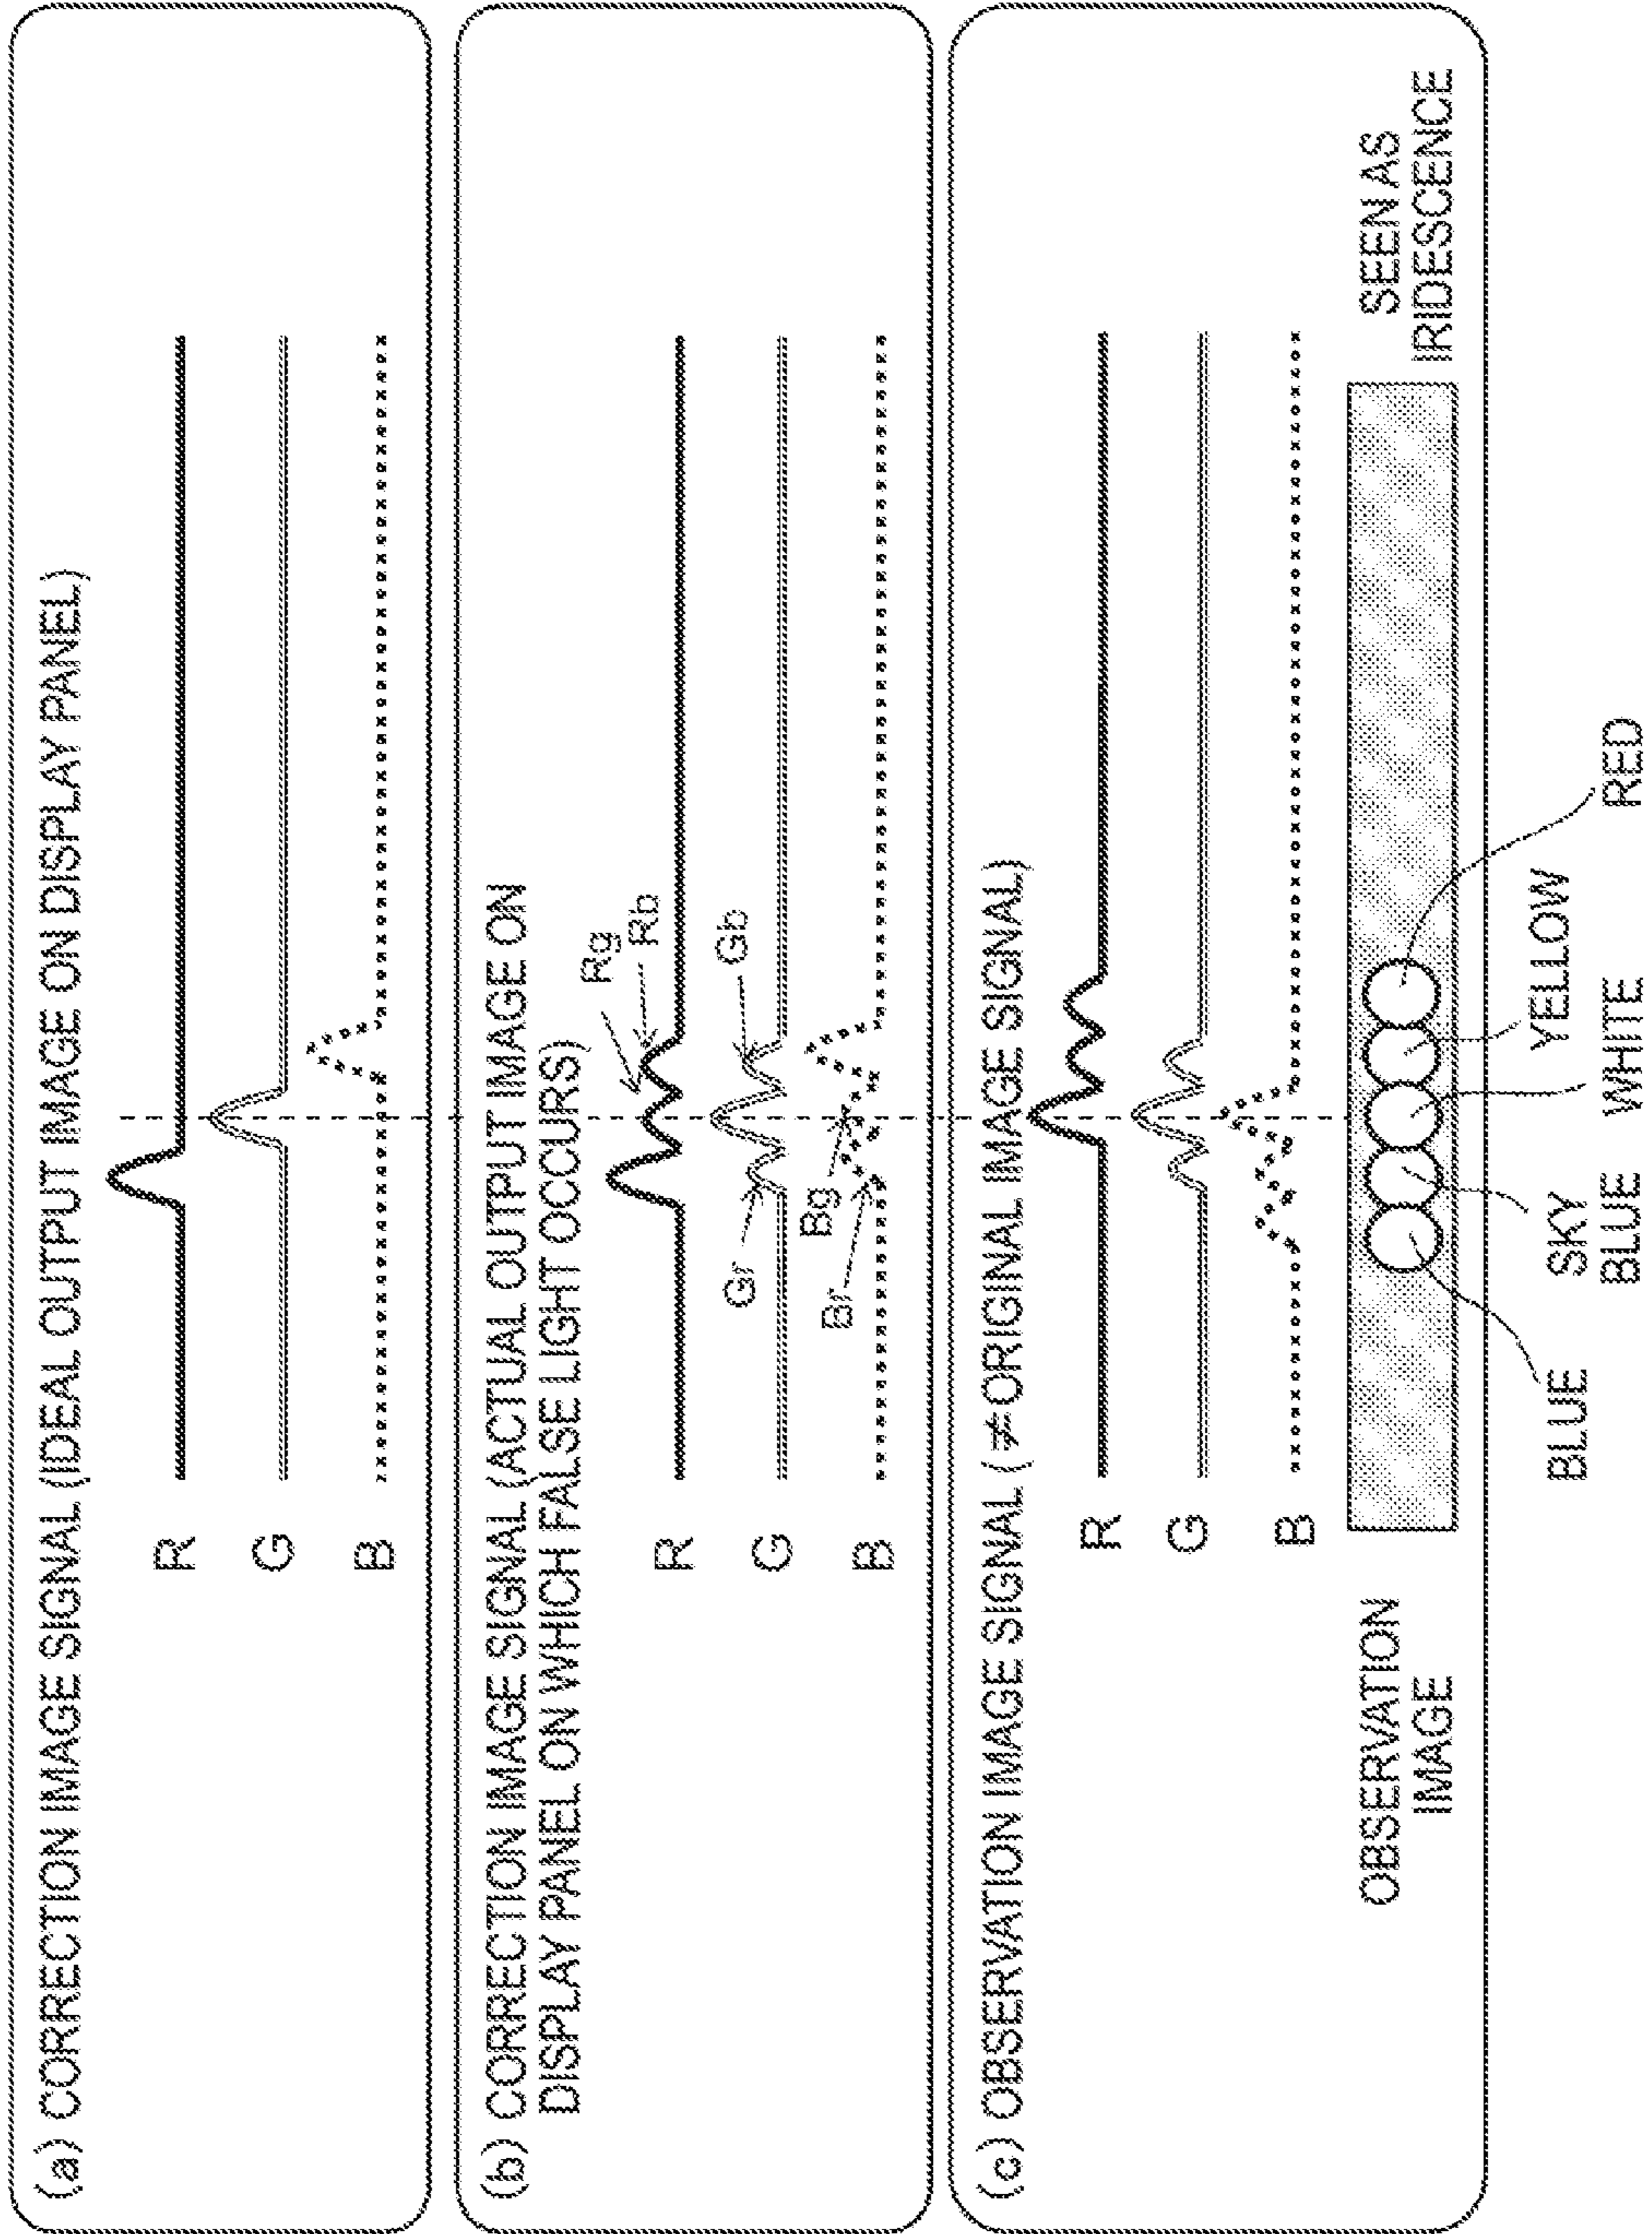 (a) CORRECTION IMAGE SIGNAL (IDEAL OUTPUT IMAGE ON DISPLAY PANEL)
R
G
B
(b) CORRECTION IMAGE SIGNAL (ACTUAL OUTPUT IMAGE ON
DISPLAY PANEL ON WHICH FALSE LIGHT OCCURS)
Rg
Rb
R
Gr
Gb
G
Bg
Br
B
(c) OBSERVATION IMAGE SIGNAL (≠ORIGINAL IMAGE SIGNAL)
R
G
B
OBSERVATION
IMAGE
SEEN AS
IRIDESCENCE
BLUE
SKY
BLUE
WHITE
YELLOW
RED